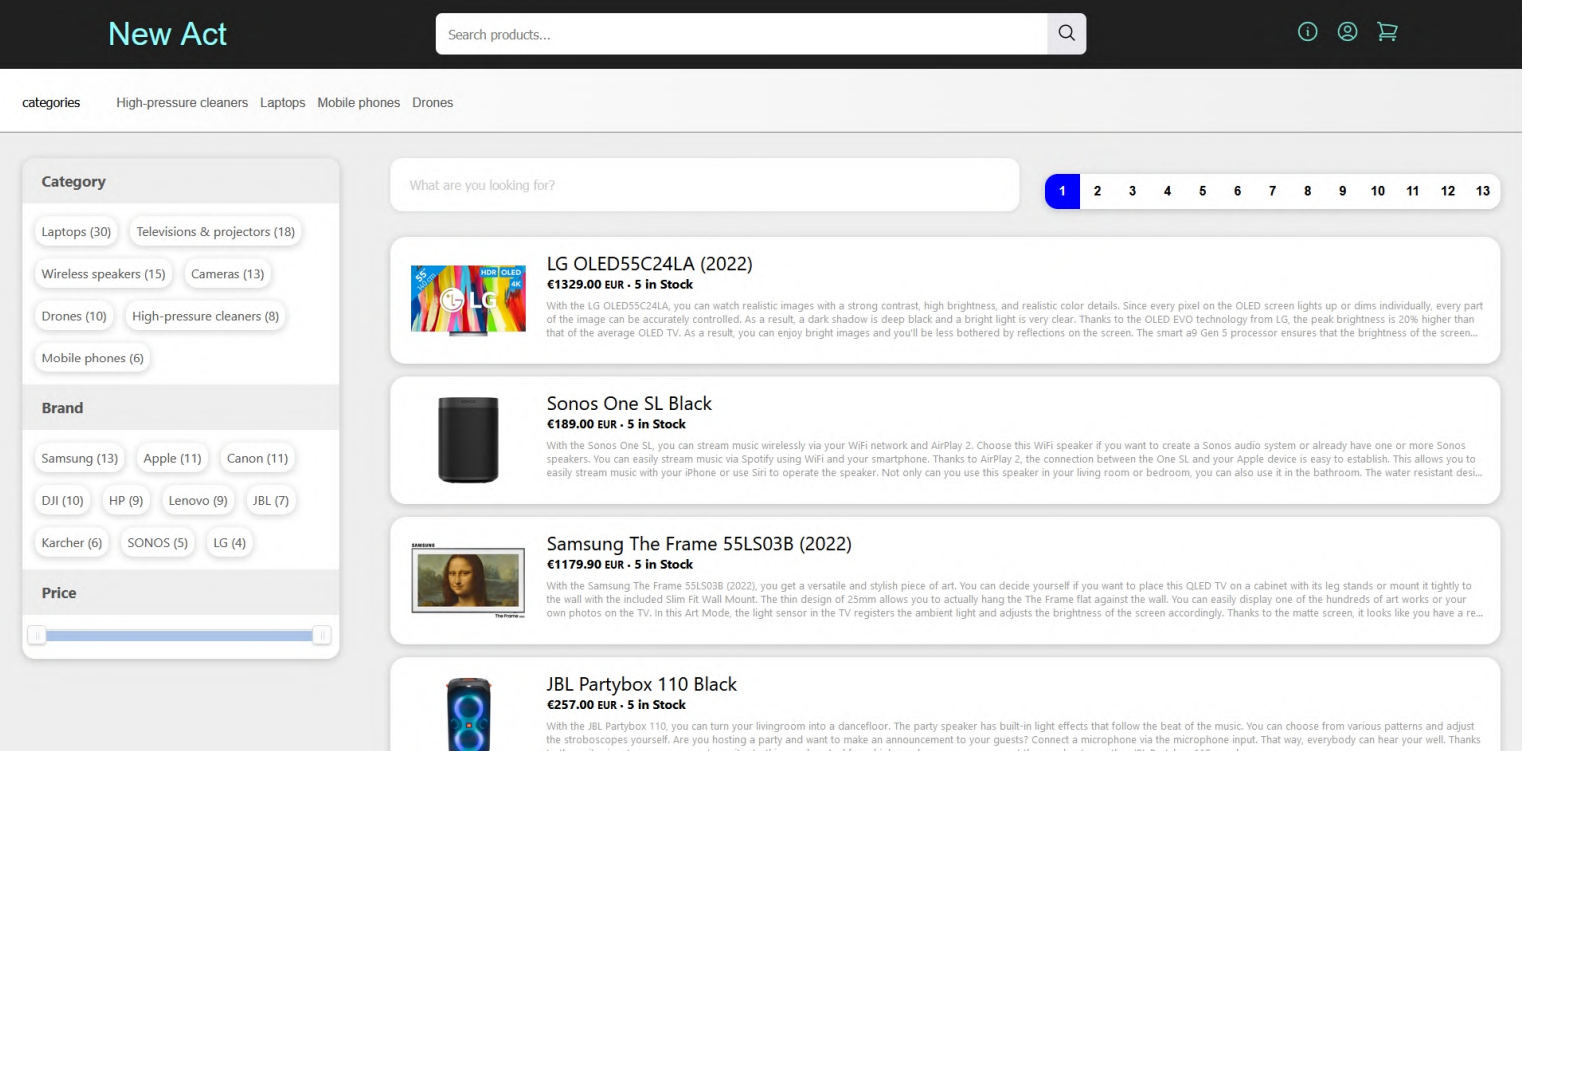 New Act
Search products...
categories
High-pressure cleaners Laptops Mobile phones Drones
Category
Laptops (30) Televisions & projectors (18)
Wireless speakers (15) Cameras (13)
Drones (10) High-pressure cleaners (8)
Mobile phones (6)
Brand
Samsung (13) Apple (11) Canon (11)
DJI (10) HP (9) Lenovo (9) JBL (7)
Karcher (6) SONOS (5) LG (4)
Price
What are you looking for?
1 2 3 4 5 6 7 8 9 10 11 12 13
55"
HDR OLED
4K
LG
LG OLED55C24LA (2022)
€1329.00 EUR · 5 in Stock
With the LG OLED55C24LA, you can watch realistic images with a strong contrast, high brightness, and realistic color details. Since every pixel on the OLED screen lights up or dims individually, every part
of the image can be accurately controlled. As a result, a dark shadow is deep black and a bright light is very clear. Thanks to the OLED EVO technology from LG, the peak brightness is 20% higher than
that of the average OLED TV. As a result, you can enjoy bright images and you'll be less bothered by reflections on the screen. The smart a9 Gen 5 processor ensures that the brightness of the screen...
Sonos One SL Black
€189.00 EUR · 5 in Stock
With the Sonos One SL, you can stream music wirelessly via your WiFi network and AirPlay 2. Choose this WiFi speaker if you want to create a Sonos audio system or already have one or more Sonos
speakers. You can easily stream music via Spotify using WiFi and your smartphone. Thanks to AirPlay 2, the connection between the One SL and your Apple device is easy to establish. This allows you to
easily stream music with your iPhone or use Siri to operate the speaker. Not only can you use this speaker in your living room or bedroom, you can also use it in the bathroom. The water resistant desi...
SAMSUNG
The Frame
Samsung The Frame 55LS03B (2022)
€1179.90 EUR · 5 in Stock
With the Samsung The Frame 55LS03B (2022), you get a versatile and stylish piece of art. You can decide yourself if you want to place this QLED TV on a cabinet with its leg stands or mount it tightly to
the wall with the included Slim Fit Wall Mount. The thin design of 25mm allows you to actually hang the The Frame flat against the wall. You can easily display one of the hundreds of art works or your
own photos on the TV. In this Art Mode, the light sensor in the TV registers the ambient light and adjusts the brightness of the screen accordingly. Thanks to the matte screen, it looks like you have a re...
JBL Partybox 110 Black
€257.00 EUR · 5 in Stock
With the JBL Partybox 110, you can turn your livingroom into a dancefloor. The party speaker has built-in light effects that follow the beat of the music. You can choose from various patterns and adjust
the stroboscopes yourself. Are you hosting a party and want to make an announcement to your guests? Connect a microphone via the microphone input. That way, everybody can hear your well. Thanks